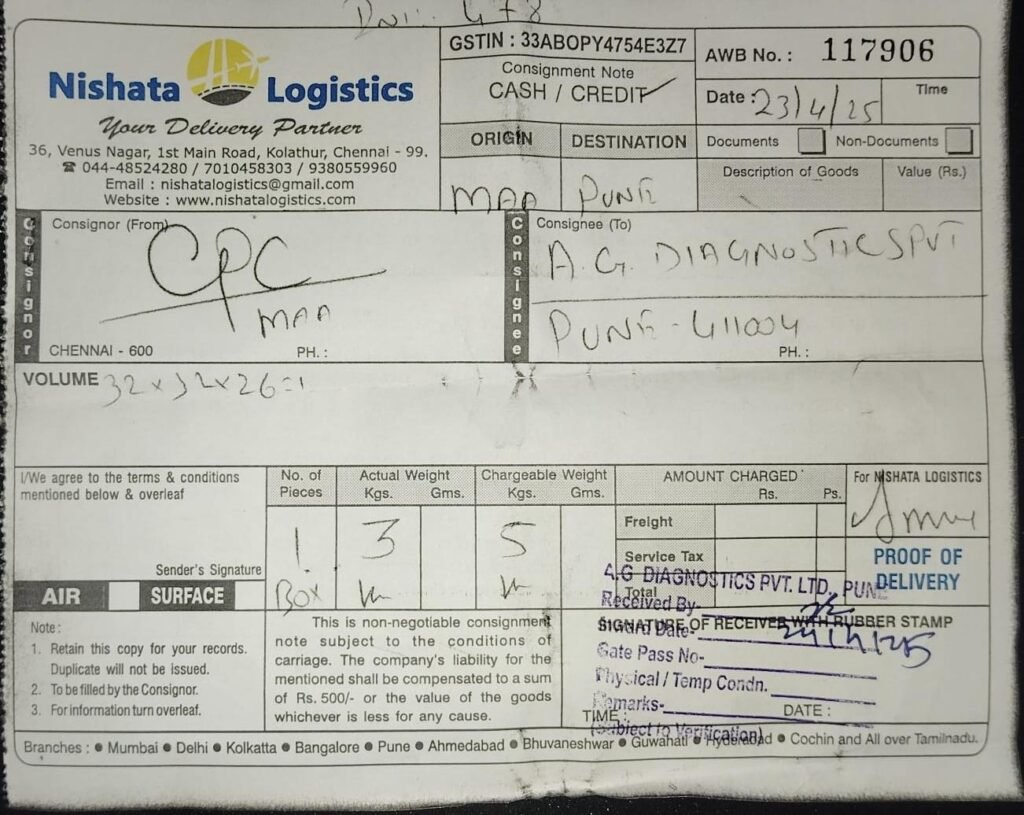 478
Nishata Logistics
Your Delivery Partner
36, Venus Nagar, 1st Main Road, Kolathur, Chennai - 99.
☎ 044-48524280 / 7010458303 / 9380559960
Email : nishatalogistics@gmail.com
Website : www.nishatalogistics.com
GSTIN : 33ABOPY4754E3Z7
Consignment Note
CASH / CREDIT ✓
AWB No. : 117906
Date : 23/4/25
Time
ORIGIN
DESTINATION
MAA
PUNE
Documents
Non-Documents
Description of Goods
Value (Rs.)
Consignor
Consignor (From)
CPC
MAA
CHENNAI - 600
PH. :
Consignee
Consignee (To)
A.G. DIAGNOSTICS PVT
PUNE - 411004
PH. :
VOLUME 32 x 32 x 26 = 1
I/We agree to the terms & conditions
mentioned below & overleaf
Sender's Signature
AIR
SURFACE
No. of
Pieces
1
BOX
Actual Weight
Kgs. Gms.
3
Chargeable Weight
Kgs. Gms.
5
AMOUNT CHARGED
Rs. Ps.
Freight
Service Tax
Total
For NISHATA LOGISTICS
PROOF OF
DELIVERY
SIGNATURE OF RECEIVER WITH RUBBER STAMP
TIME :
DATE :
A.G DIAGNOSTICS PVT. LTD, PUNE
Received By-
Inward Date-
Gate Pass No-
Physical / Temp Condn.
Remarks-
(Subject to Verification)
Note :
1. Retain this copy for your records.
Duplicate will not be issued.
2. To be filled by the Consignor.
3. For information turn overleaf.
This is non-negotiable consignment
note subject to the conditions of
carriage. The company's liability for the
mentioned shall be compensated to a sum
of Rs. 500/- or the value of the goods
whichever is less for any cause.
Branches : ● Mumbai ● Delhi ● Kolkatta ● Bangalore ● Pune ● Ahmedabad ● Bhuvaneshwar ● Guwahati ● Hyderabad ● Cochin and All over Tamilnadu.